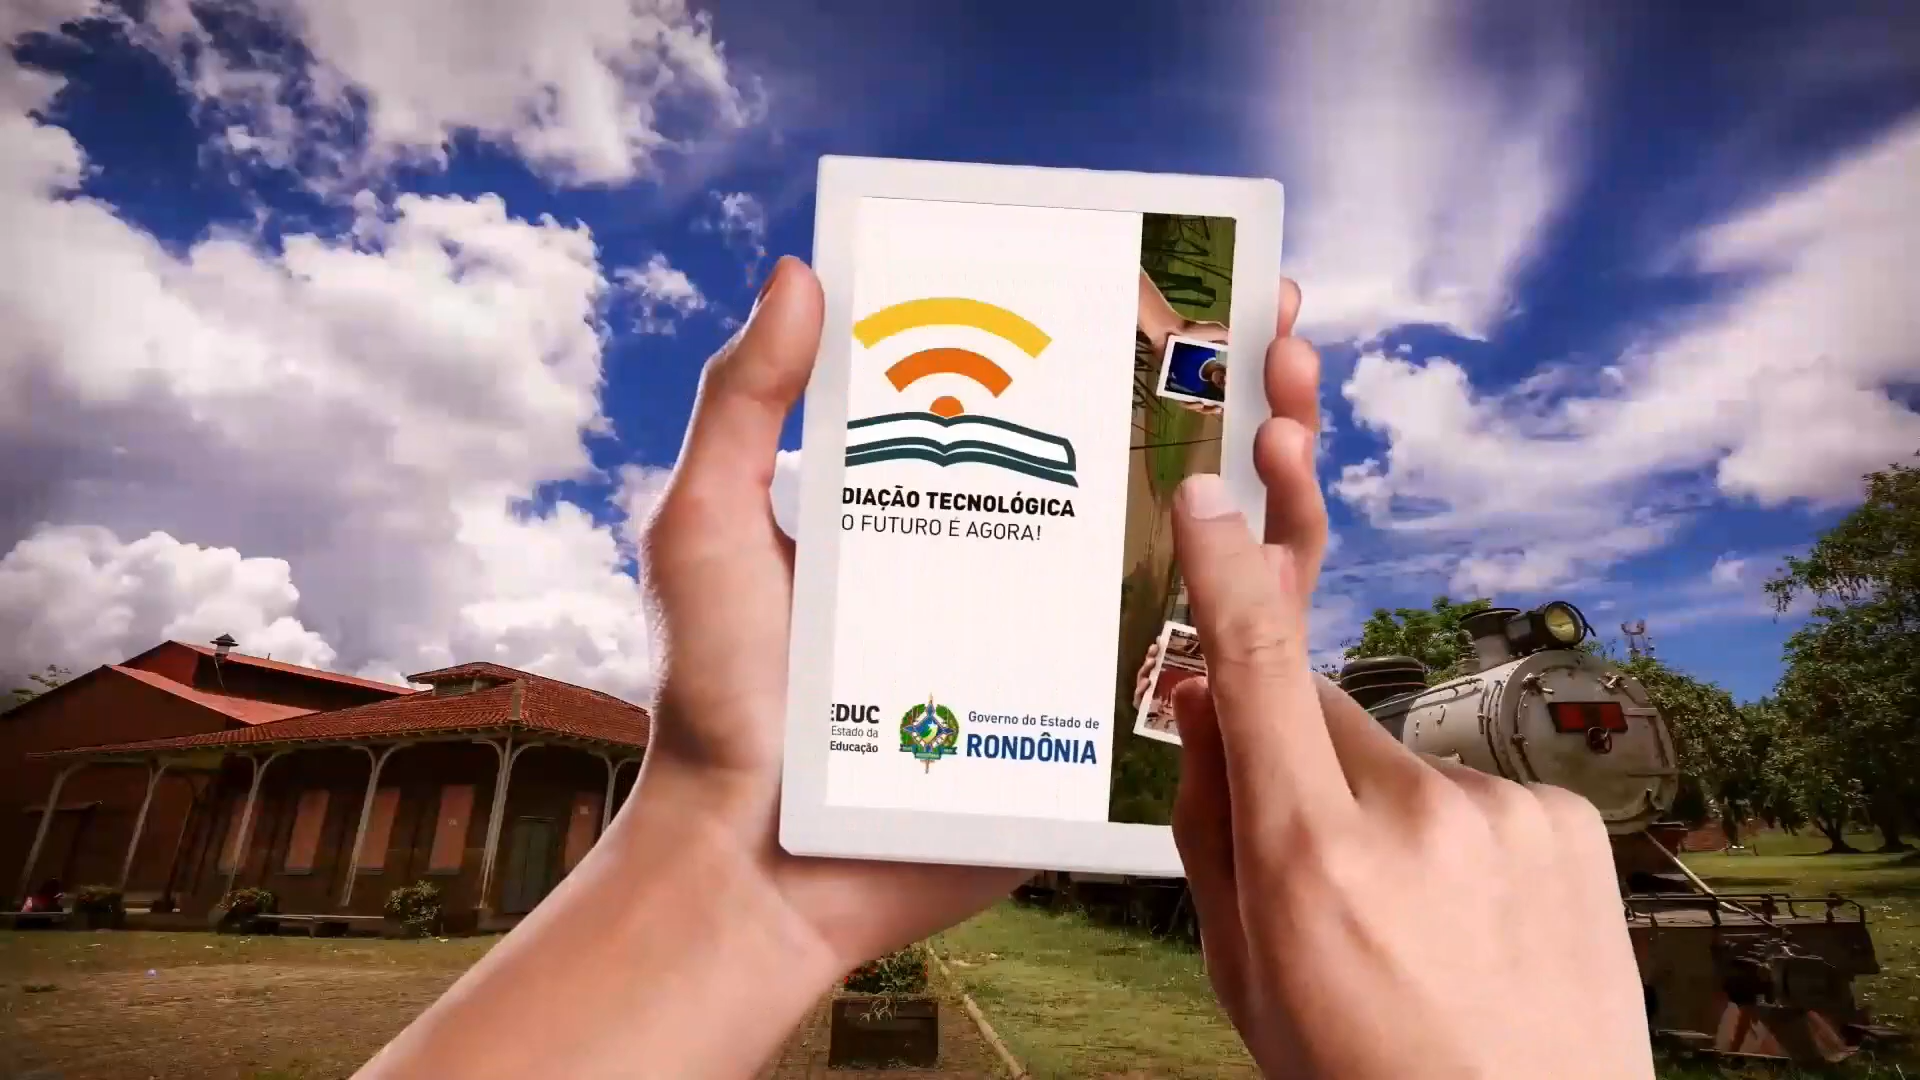 DIAÇÃO TECNOLÓGICA
O FUTURO É AGORA!
EDUC
Estado da
Educação
Governo do Estado de
RONDÔNIA